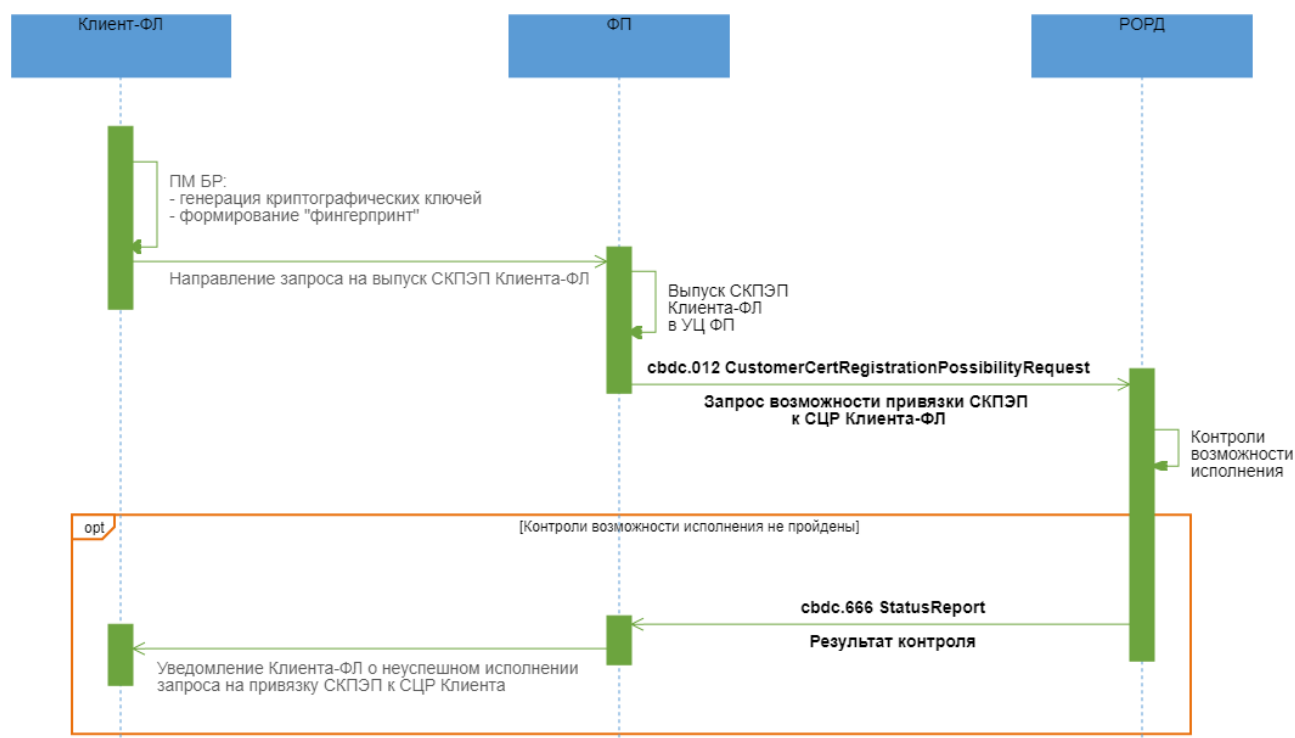 Клиент-ФЛ
ФП
РОРД
ПМ БР:
- генерация криптографических ключей
- формирование "фингерпринт"
Направление запроса на выпуск СКПЭП Клиента-ФЛ
Выпуск СКПЭП
Клиента-ФЛ
в УЦ ФП
cbdc.012 CustomerCertRegistrationPossibilityRequest
Запрос возможности привязки СКПЭП
к СЦР Клиента-ФЛ
Контроли
возможности
исполнения
opt
[Контроли возможности исполнения не пройдены]
cbdc.666 StatusReport
Результат контроля
Уведомление Клиента-ФЛ о неуспешном исполнении
запроса на привязку СКПЭП к СЦР Клиента